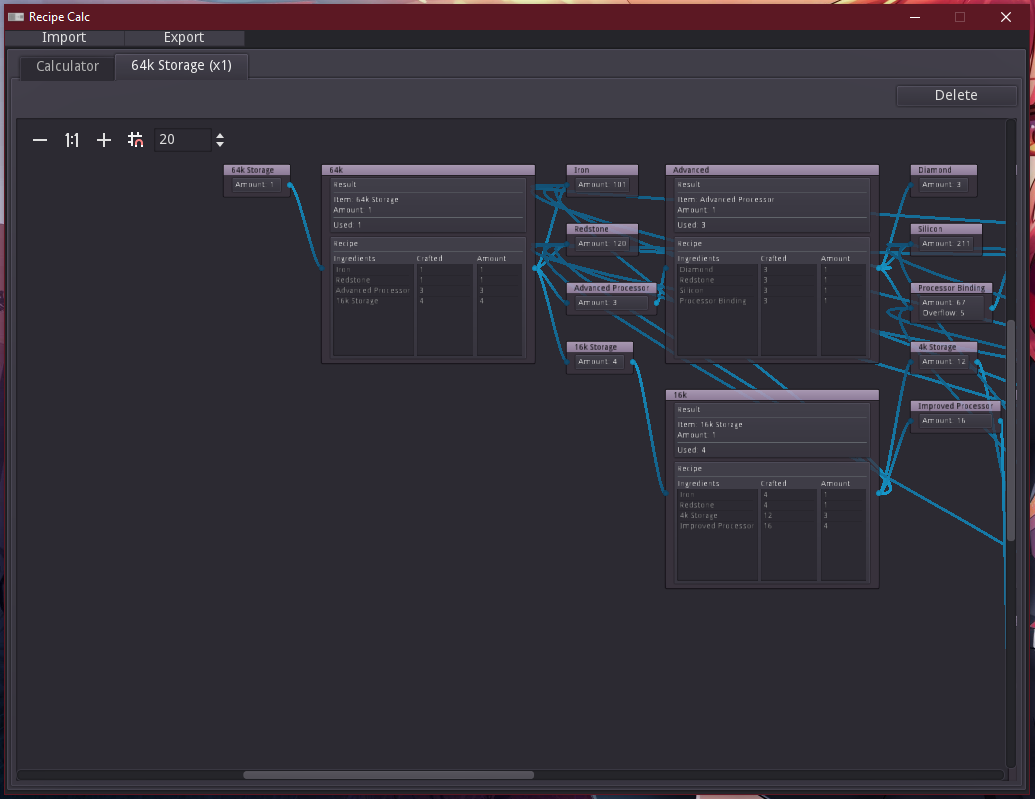 Recipe Calc
Import Export
Calculator 64k Storage (x1)
Delete
1:1 20
64k Storage
Amount: 1
64k
Result
Item: 64k Storage
Amount: 1
Used: 1
Recipe
Ingredients Crafted Amount
Iron 1 1
Redstone 1 1
Advanced Processor 3 3
16k Storage 4 4
Iron
Amount: 101
Redstone
Amount: 120
Advanced Processor
Amount: 3
16k Storage
Amount: 4
Advanced
Result
Item: Advanced Processor
Amount: 1
Used: 3
Recipe
Ingredients Crafted Amount
Diamond 3 1
Redstone 3 1
Silicon 3 1
Processor Binding 3 1
16k
Result
Item: 16k Storage
Amount: 1
Used: 4
Recipe
Ingredients Crafted Amount
Iron 4 1
Redstone 4 1
4k Storage 12 3
Improved Processor 16 4
Diamond
Amount: 3
Silicon
Amount: 211
Processor Binding
Amount: 67
Overflow: 5
4k Storage
Amount: 12
Improved Processor
Amount: 16